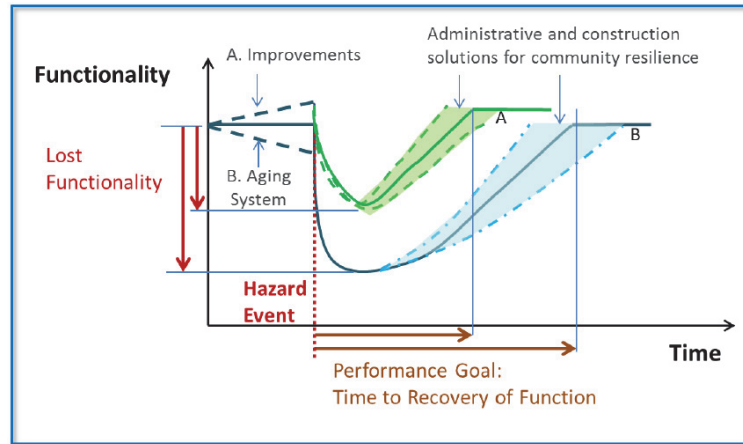 Administrative and construction
solutions for community resilience
A. Improvements
Functionality
A
B
Lost
Functionality
B. Aging
System
Hazard
Event
Time
Performance Goal:
Time to Recovery of Function